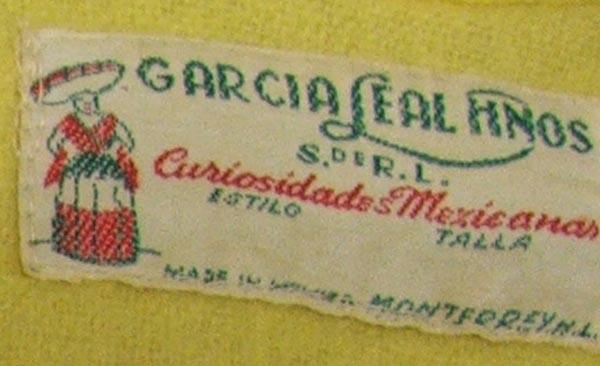 GARCIA LEAL HNOS
S. DE R.L.
Curiosidades Mexicanas
ESTILO TALLA
MADE IN MEXICO MONTERREY N.L.